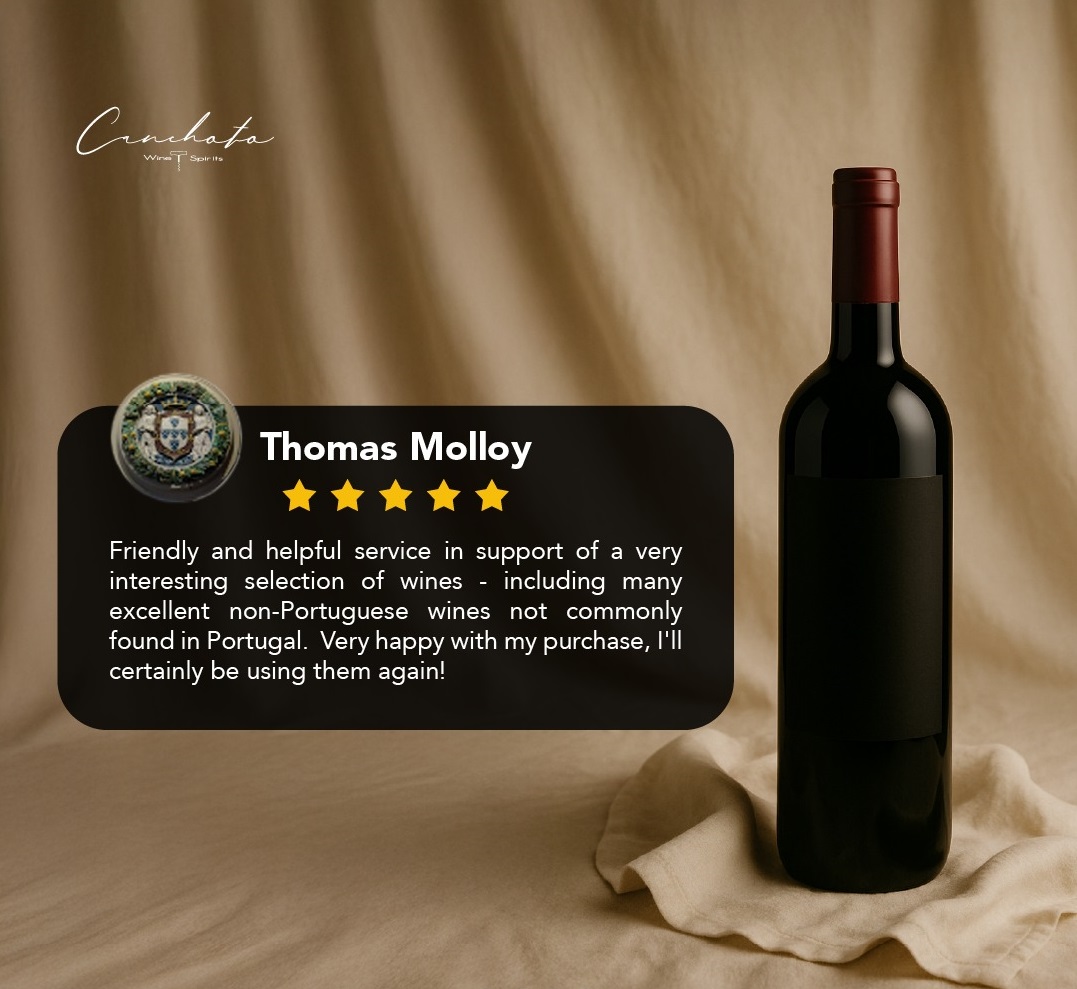 Canchoto
Wine Spirits
Thomas Molloy
Friendly and helpful service in support of a very
interesting selection of wines - including many
excellent non-Portuguese wines not commonly
found in Portugal.  Very happy with my purchase, I'll
certainly be using them again!